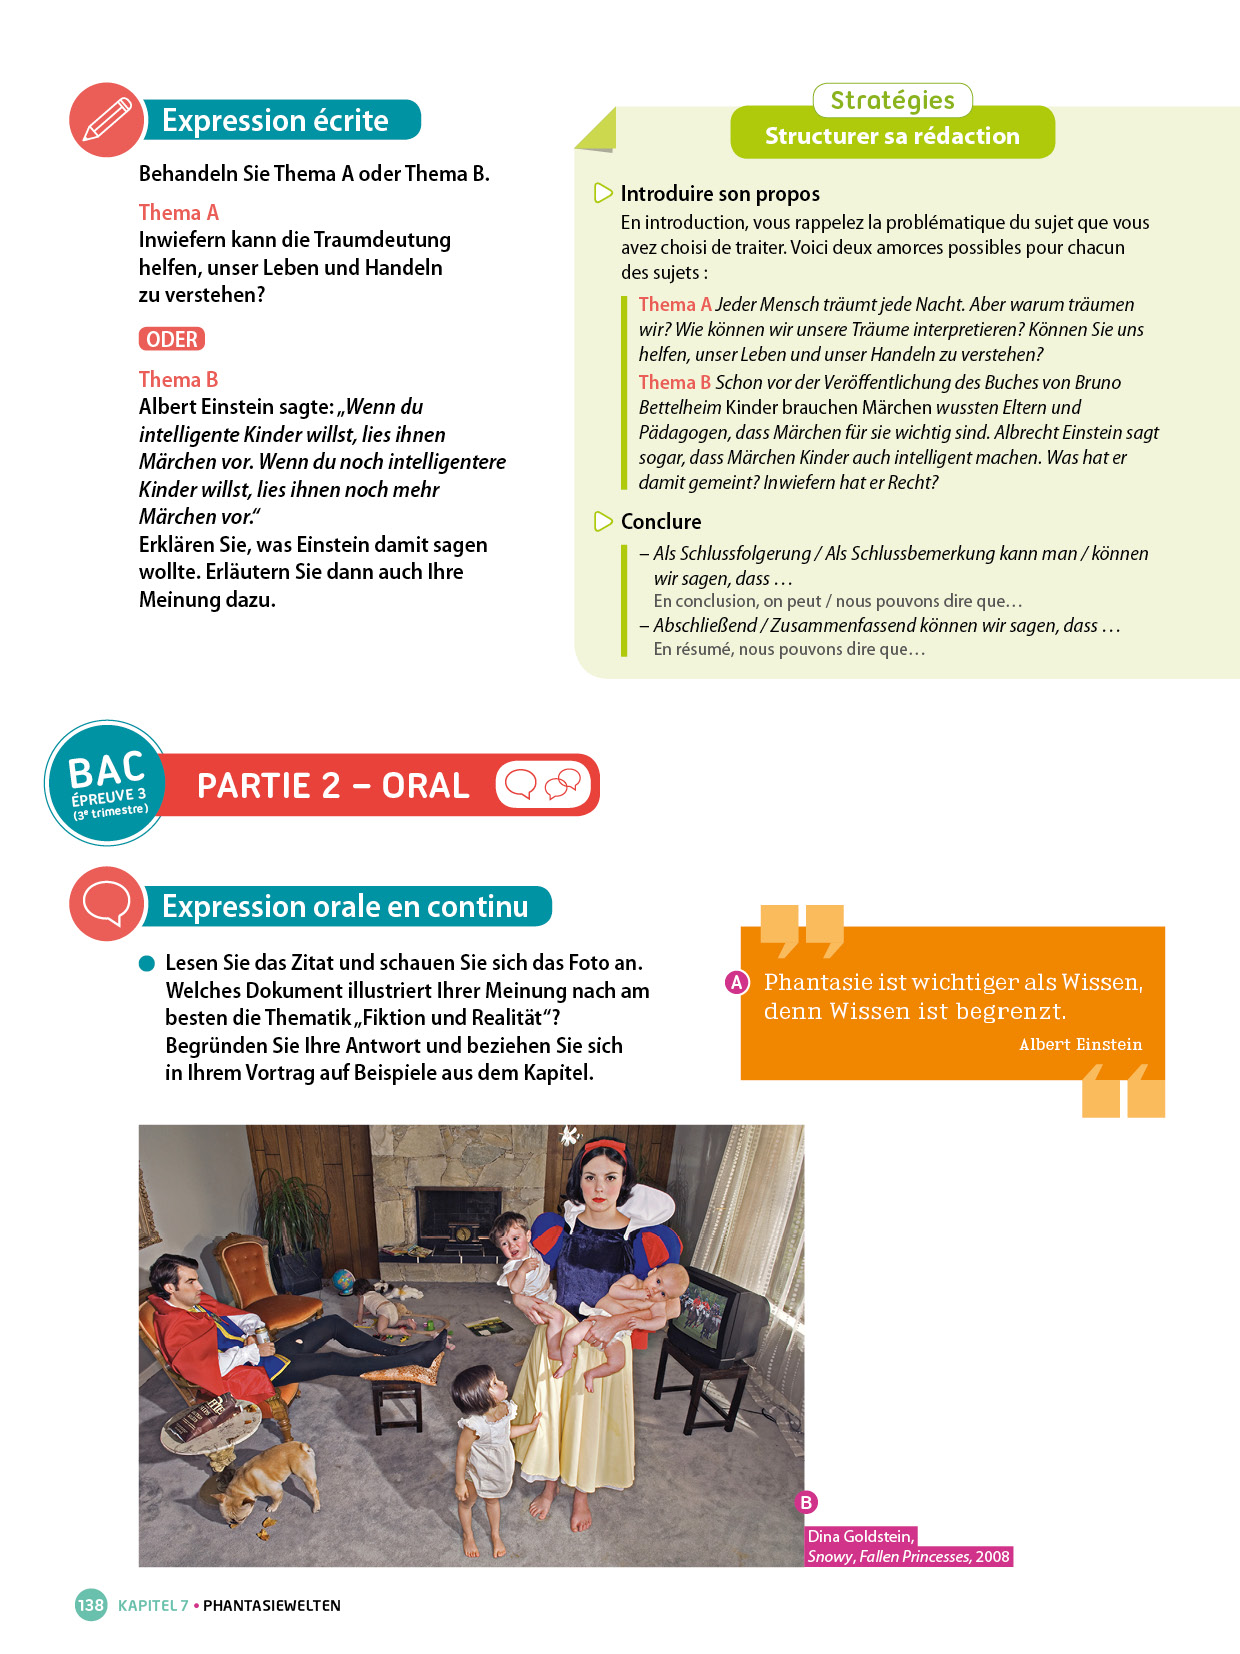 Expression écrite
Behandeln Sie Thema A oder Thema B.
Thema A
Inwiefern kann die Traumdeutung
helfen, unser Leben und Handeln
zu verstehen?
ODER
Thema B
Albert Einstein sagte: „Wenn du
intelligente Kinder willst, lies ihnen
Märchen vor. Wenn du noch intelligentere
Kinder willst, lies ihnen noch mehr
Märchen vor.“
Erklären Sie, was Einstein damit sagen
wollte. Erläutern Sie dann auch Ihre
Meinung dazu.
Stratégies
Structurer sa rédaction
Introduire son propos
En introduction, vous rappelez la problématique du sujet que vous
avez choisi de traiter. Voici deux amorces possibles pour chacun
des sujets :
Thema A Jeder Mensch träumt jede Nacht. Aber warum träumen
wir? Wie können wir unsere Träume interpretieren? Können Sie uns
helfen, unser Leben und unser Handeln zu verstehen?
Thema B Schon vor der Veröffentlichung des Buches von Bruno
Bettelheim Kinder brauchen Märchen wussten Eltern und
Pädagogen, dass Märchen für sie wichtig sind. Albrecht Einstein sagt
sogar, dass Märchen Kinder auch intelligent machen. Was hat er
damit gemeint? Inwiefern hat er Recht?
Conclure
– Als Schlussfolgerung / Als Schlussbemerkung kann man / können
wir sagen, dass …
En conclusion, on peut / nous pouvons dire que…
– Abschließend / Zusammenfassend können wir sagen, dass …
En résumé, nous pouvons dire que…
BAC
ÉPREUVE 3
(3e trimestre)
PARTIE 2 – ORAL
Expression orale en continu
Lesen Sie das Zitat und schauen Sie sich das Foto an.
Welches Dokument illustriert Ihrer Meinung nach am
besten die Thematik „Fiktion und Realität“?
Begründen Sie Ihre Antwort und beziehen Sie sich
in Ihrem Vortrag auf Beispiele aus dem Kapitel.
A
Phantasie ist wichtiger als Wissen,
denn Wissen ist begrenzt.
Albert Einstein
B
Dina Goldstein,
Snowy, Fallen Princesses, 2008
138 KAPITEL 7 • PHANTASIEWELTEN